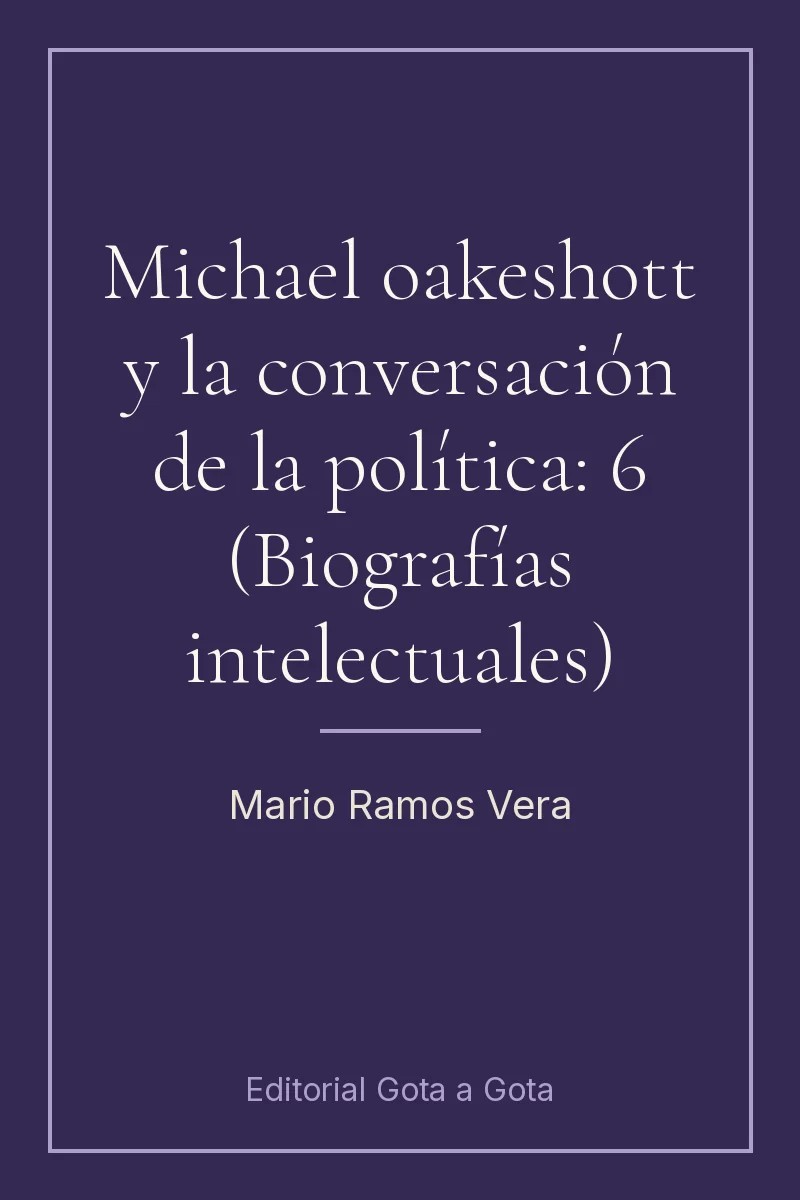 Michael oakeshott
y la conversación
de la política: 6
(Biografías
intelectuales)
Mario Ramos Vera
Editorial Gota a Gota